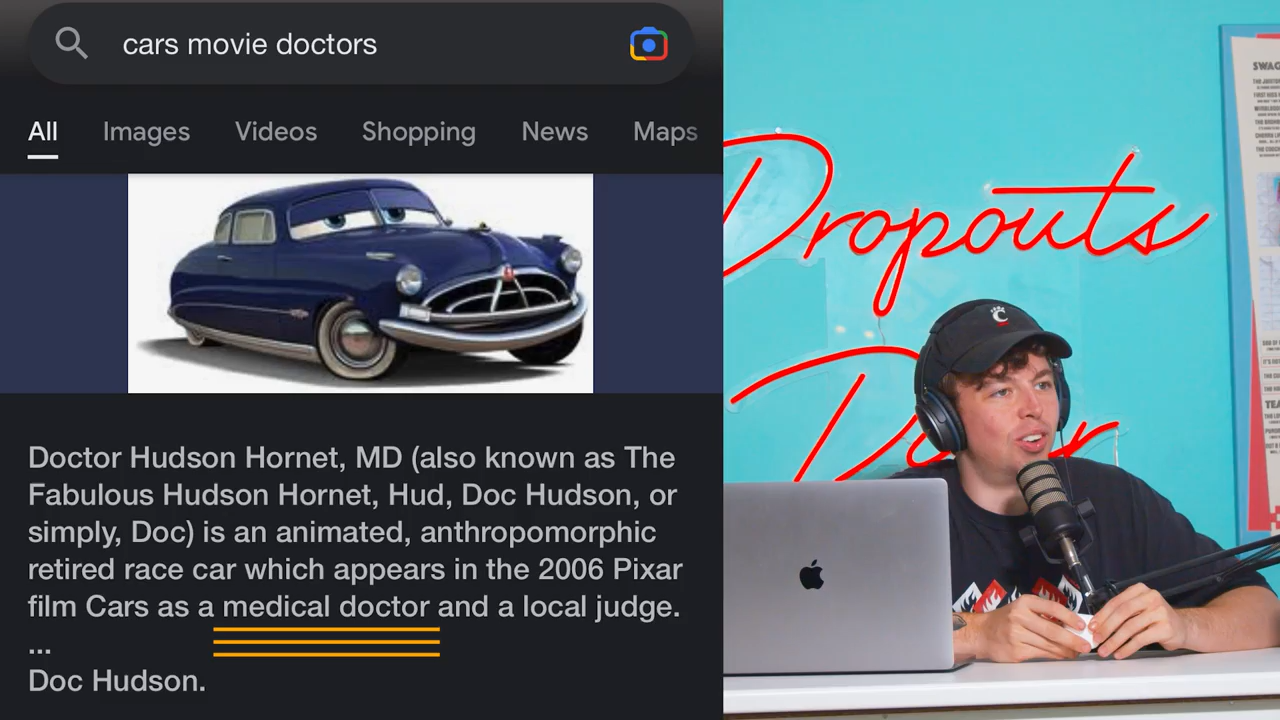 cars movie doctors
All Images Videos Shopping News Maps
Doctor Hudson Hornet, MD (also known as The
Fabulous Hudson Hornet, Hud, Doc Hudson, or
simply, Doc) is an animated, anthropomorphic
retired race car which appears in the 2006 Pixar
film Cars as a medical doctor and a local judge.
...
Doc Hudson.
Dropouts
C
SWAG